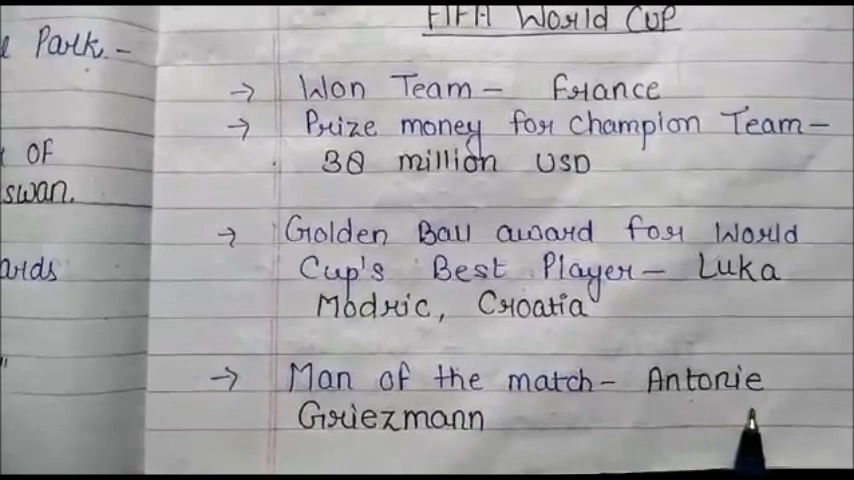 FIFA World Cup
Park -
→ Won Team - France
→ Prize money for champion Team -
38 million USD
OF
swan.
→ Golden Ball award for World
Cup's Best Player - Luka
Modric, Croatia
ards
→ Man of the match - Antonie
Griezmann